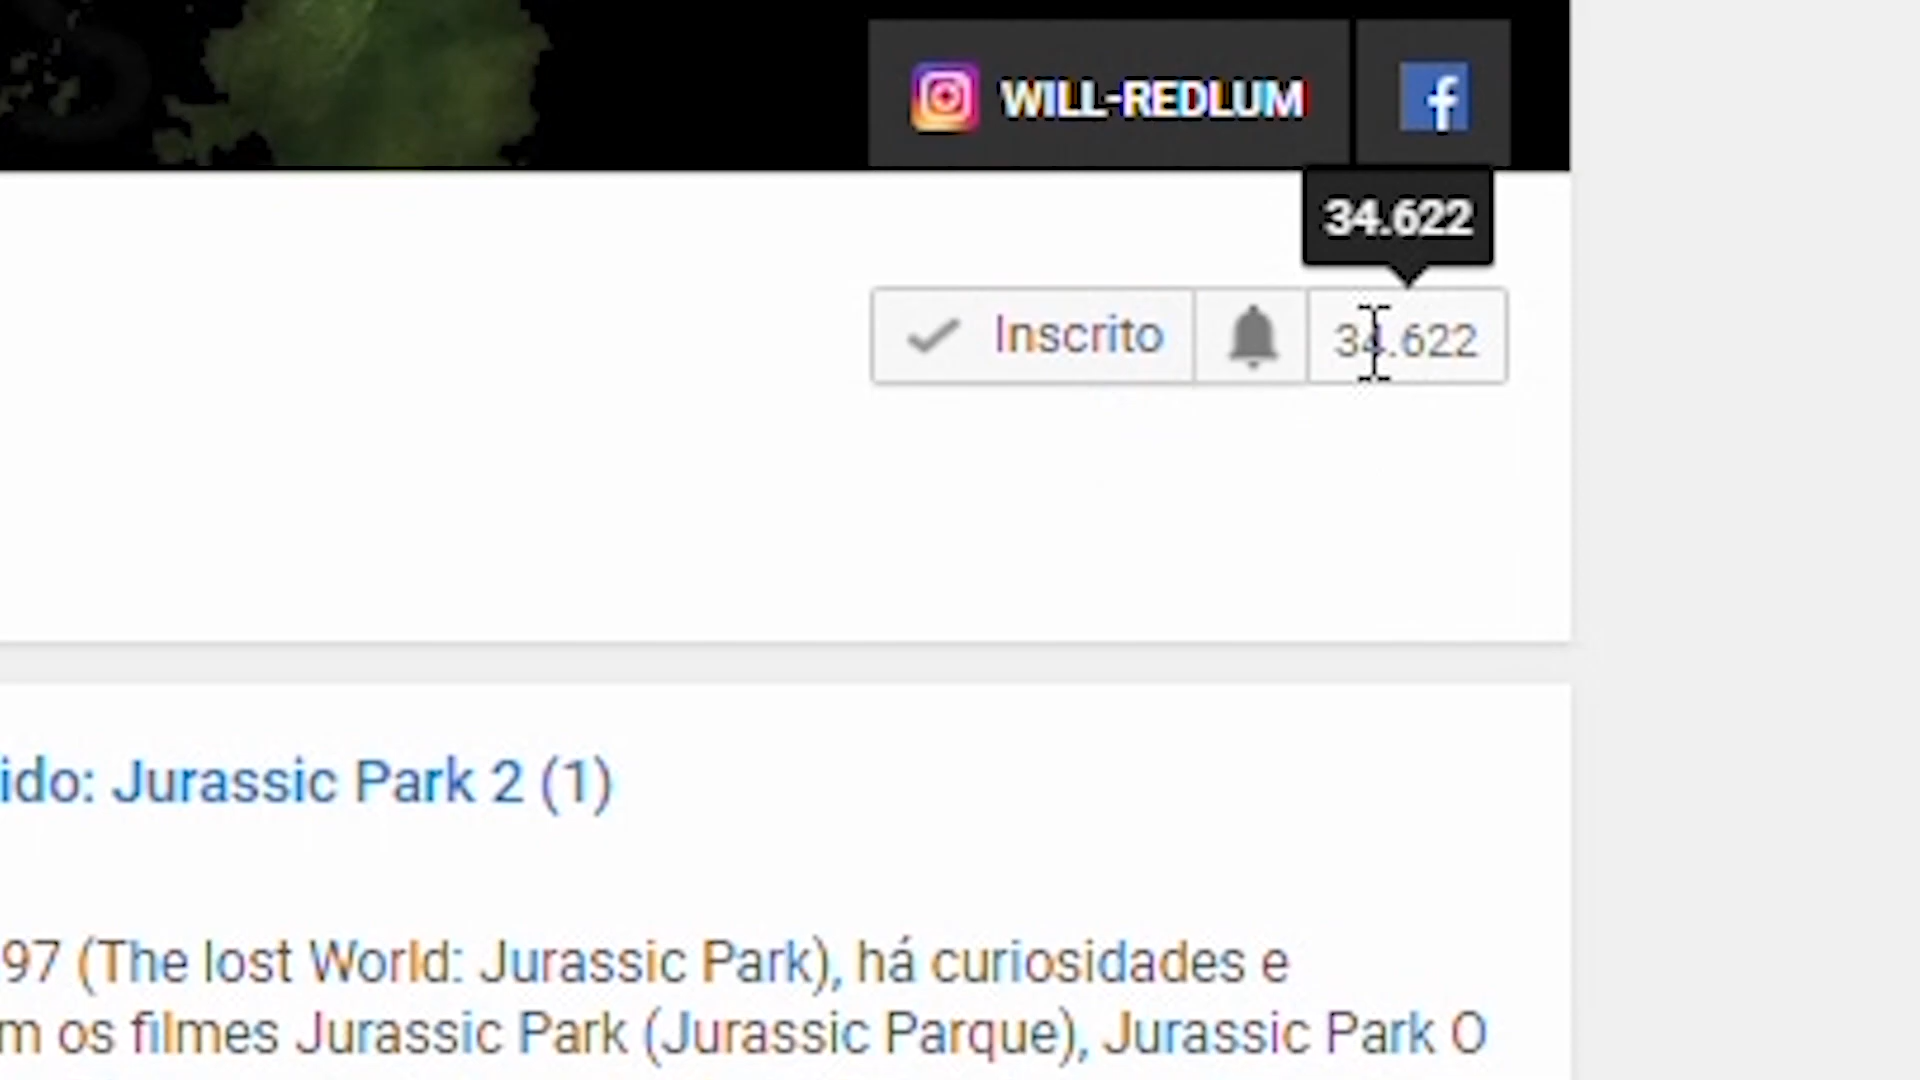 WILL-REDLUM
34.622
Inscrito
34.622
ido: Jurassic Park 2 (1)
97 (The lost World: Jurassic Park), há curiosidades e
m os filmes Jurassic Park (Jurassic Parque), Jurassic Park O